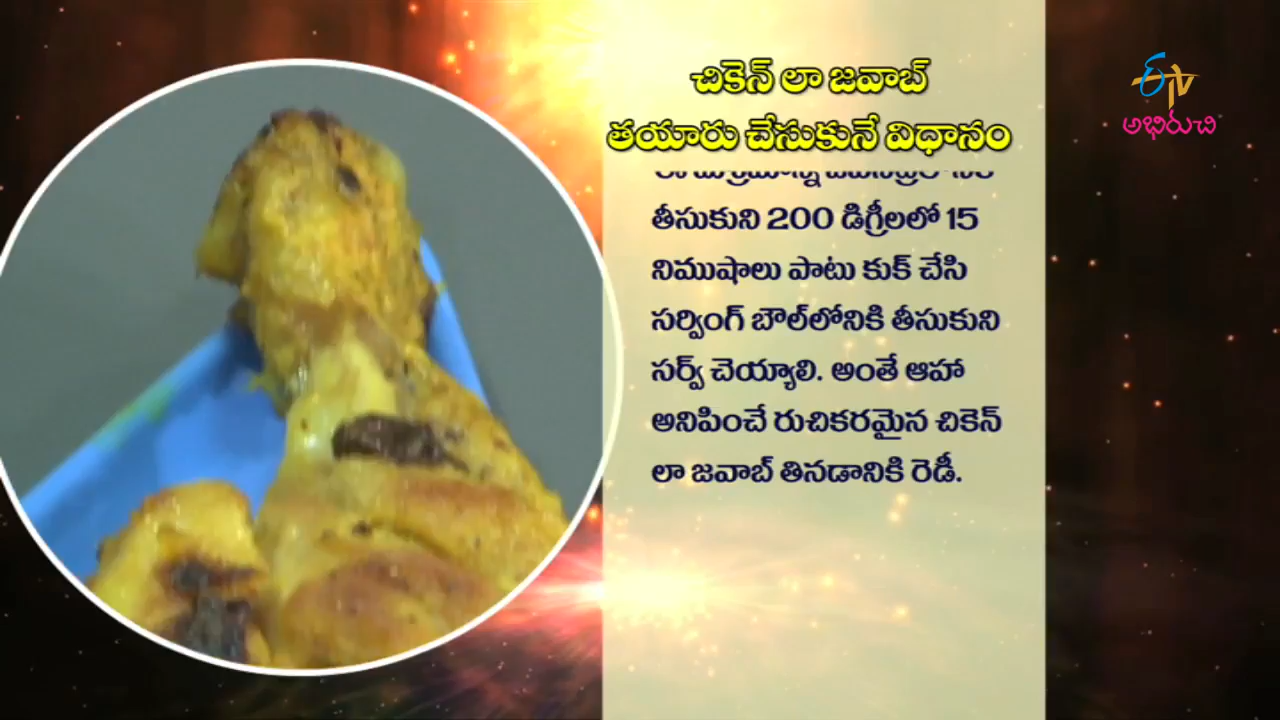 చికెన్ లా జవాబ్
తయారు చేసుకునే విధానం
తీసుకుని 200 డిగ్రీలలో 15
నిముషాలు పాటు కుక్ చేసి
సర్వింగ్ బౌల్‌లోనికి తీసుకుని
సర్వ్ చెయ్యాలి. అంతే ఆహా
అనిపించే రుచికరమైన చికెన్
లా జవాబ్ తినడానికి రెడీ.
ETV
అభిరుచి